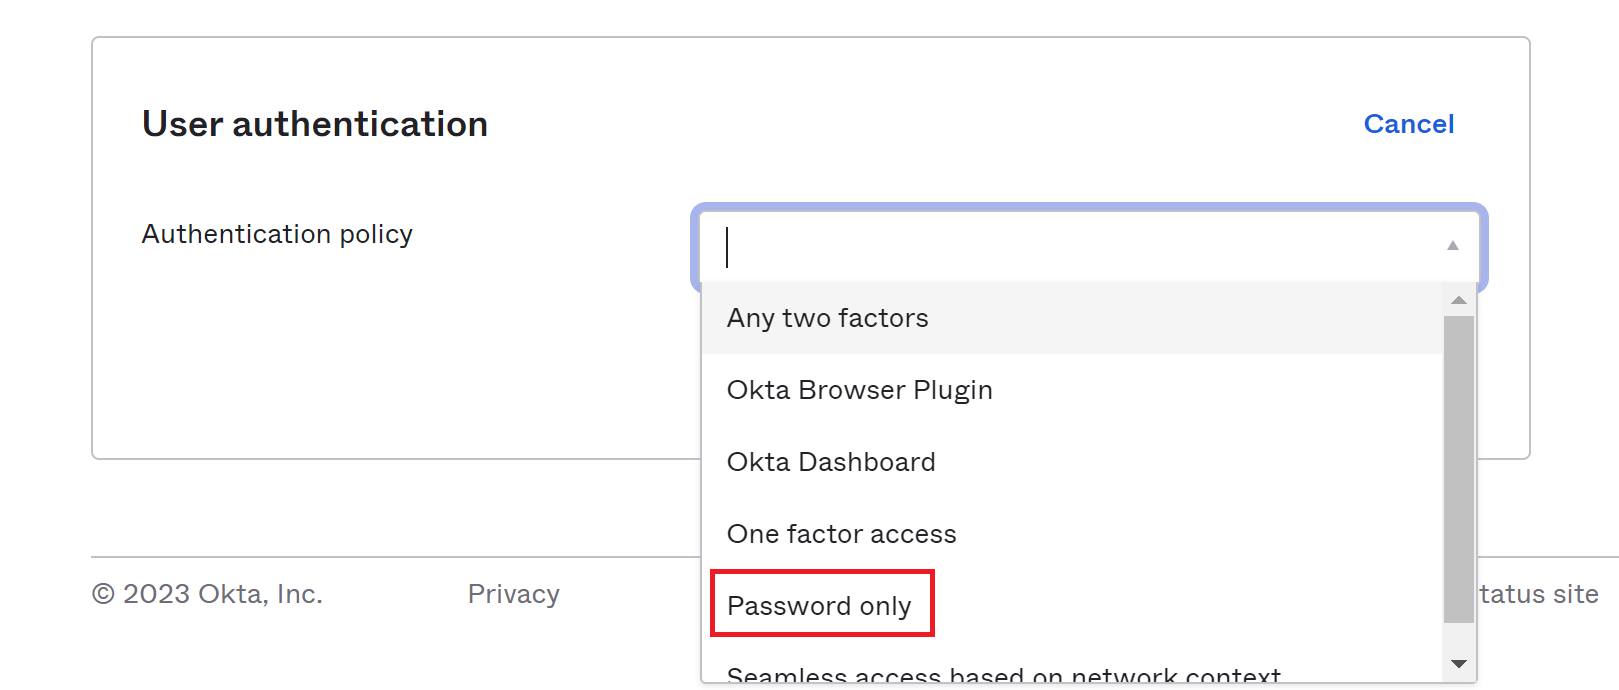 User authentication
Cancel
Authentication policy
Any two factors
Okta Browser Plugin
Okta Dashboard
One factor access
Password only
Seamless access based on network context
© 2023 Okta, Inc.
Privacy
tatus site